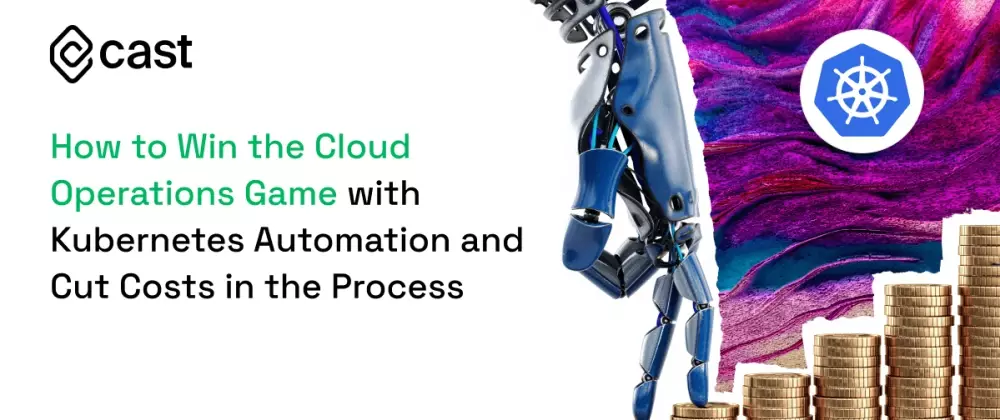 cast
How to Win the Cloud
Operations Game with
Kubernetes Automation and
Cut Costs in the Process